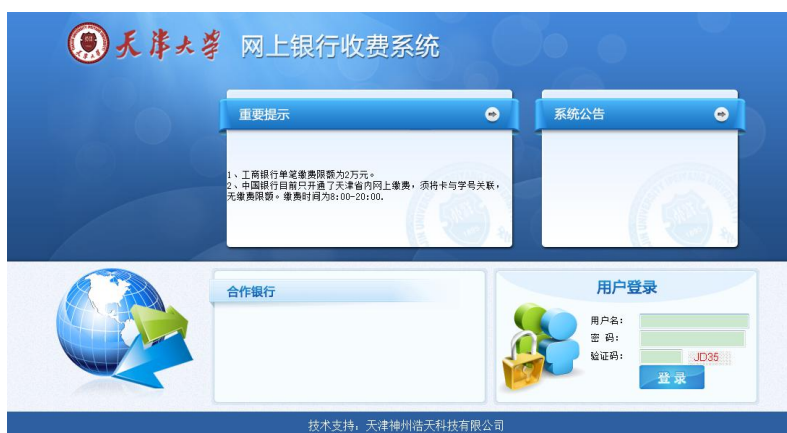 天津大学 网上银行收费系统
重要提示
系统公告
1、工商银行单笔缴费限额为2万元。
2、中国银行目前只开通了天津省内网上缴费，须将卡与学号关联，
无缴费限额。缴费时间为8:00-20:00.
合作银行
用户登录
用户名：
密 码：
验证码：
JD35
登 录
技术支持：天津神州浩天科技有限公司